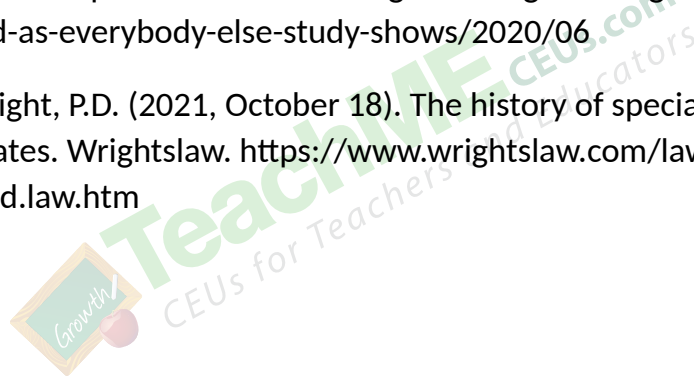 d-as-everybody-else-study-shows/2020/06
ight, P.D. (2021, October 18). The history of specia
ates. Wrightslaw. https://www.wrightslaw.com/lav
d.law.htm
TeachMe CEUs.com
CEUs for Teachers and Educators
Growth!